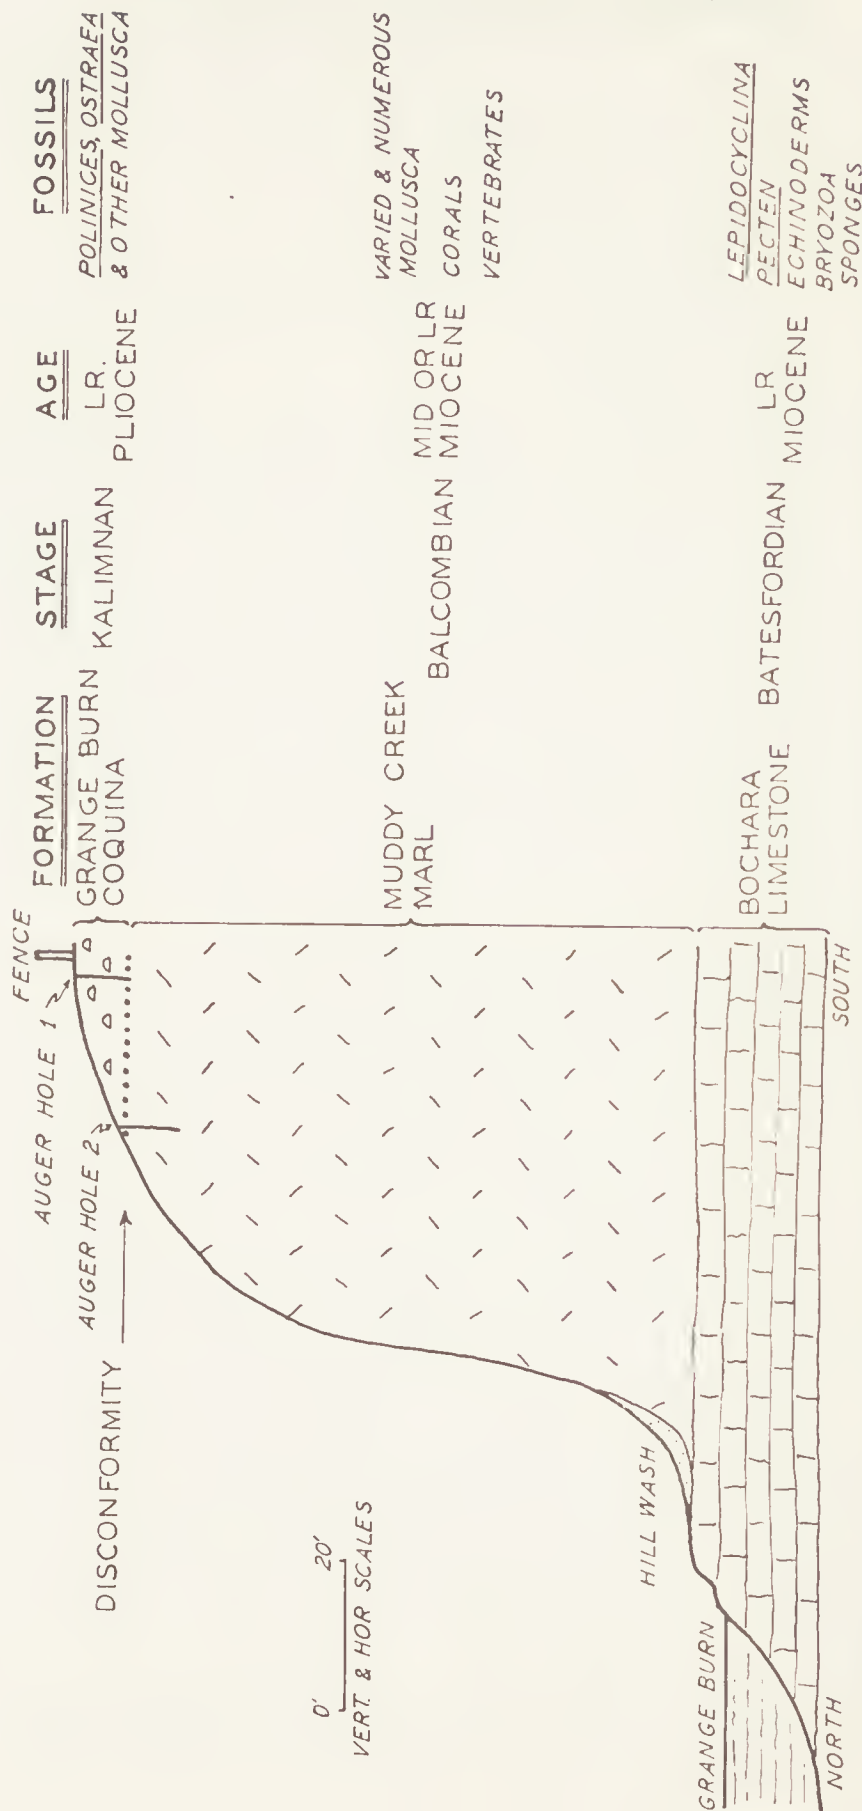 FORMATION
STAGE
AGE
FOSSILS
GRANGE BURN
COQUINA
KALIMNAN
LR.
PLIOCENE
POLINICES, OSTRAEA
& OTHER MOLLUSCA
MUDDY CREEK
MARL
BALCOMBIAN
MID OR LR
MIOCENE
VARIED & NUMEROUS
MOLLUSCA
CORALS
VERTEBRATES
BOCHARA
LIMESTONE
BATESFORDIAN
LR
MIOCENE
LEPIDOCYCLINA
PECTEN
ECHINODERMS
BRYOZOA
SPONGES
FENCE
AUGER HOLE 1
AUGER HOLE 2
DISCONFORMITY
0' 20'
VERT. & HOR SCALES
HILL WASH
GRANGE BURN
NORTH
SOUTH